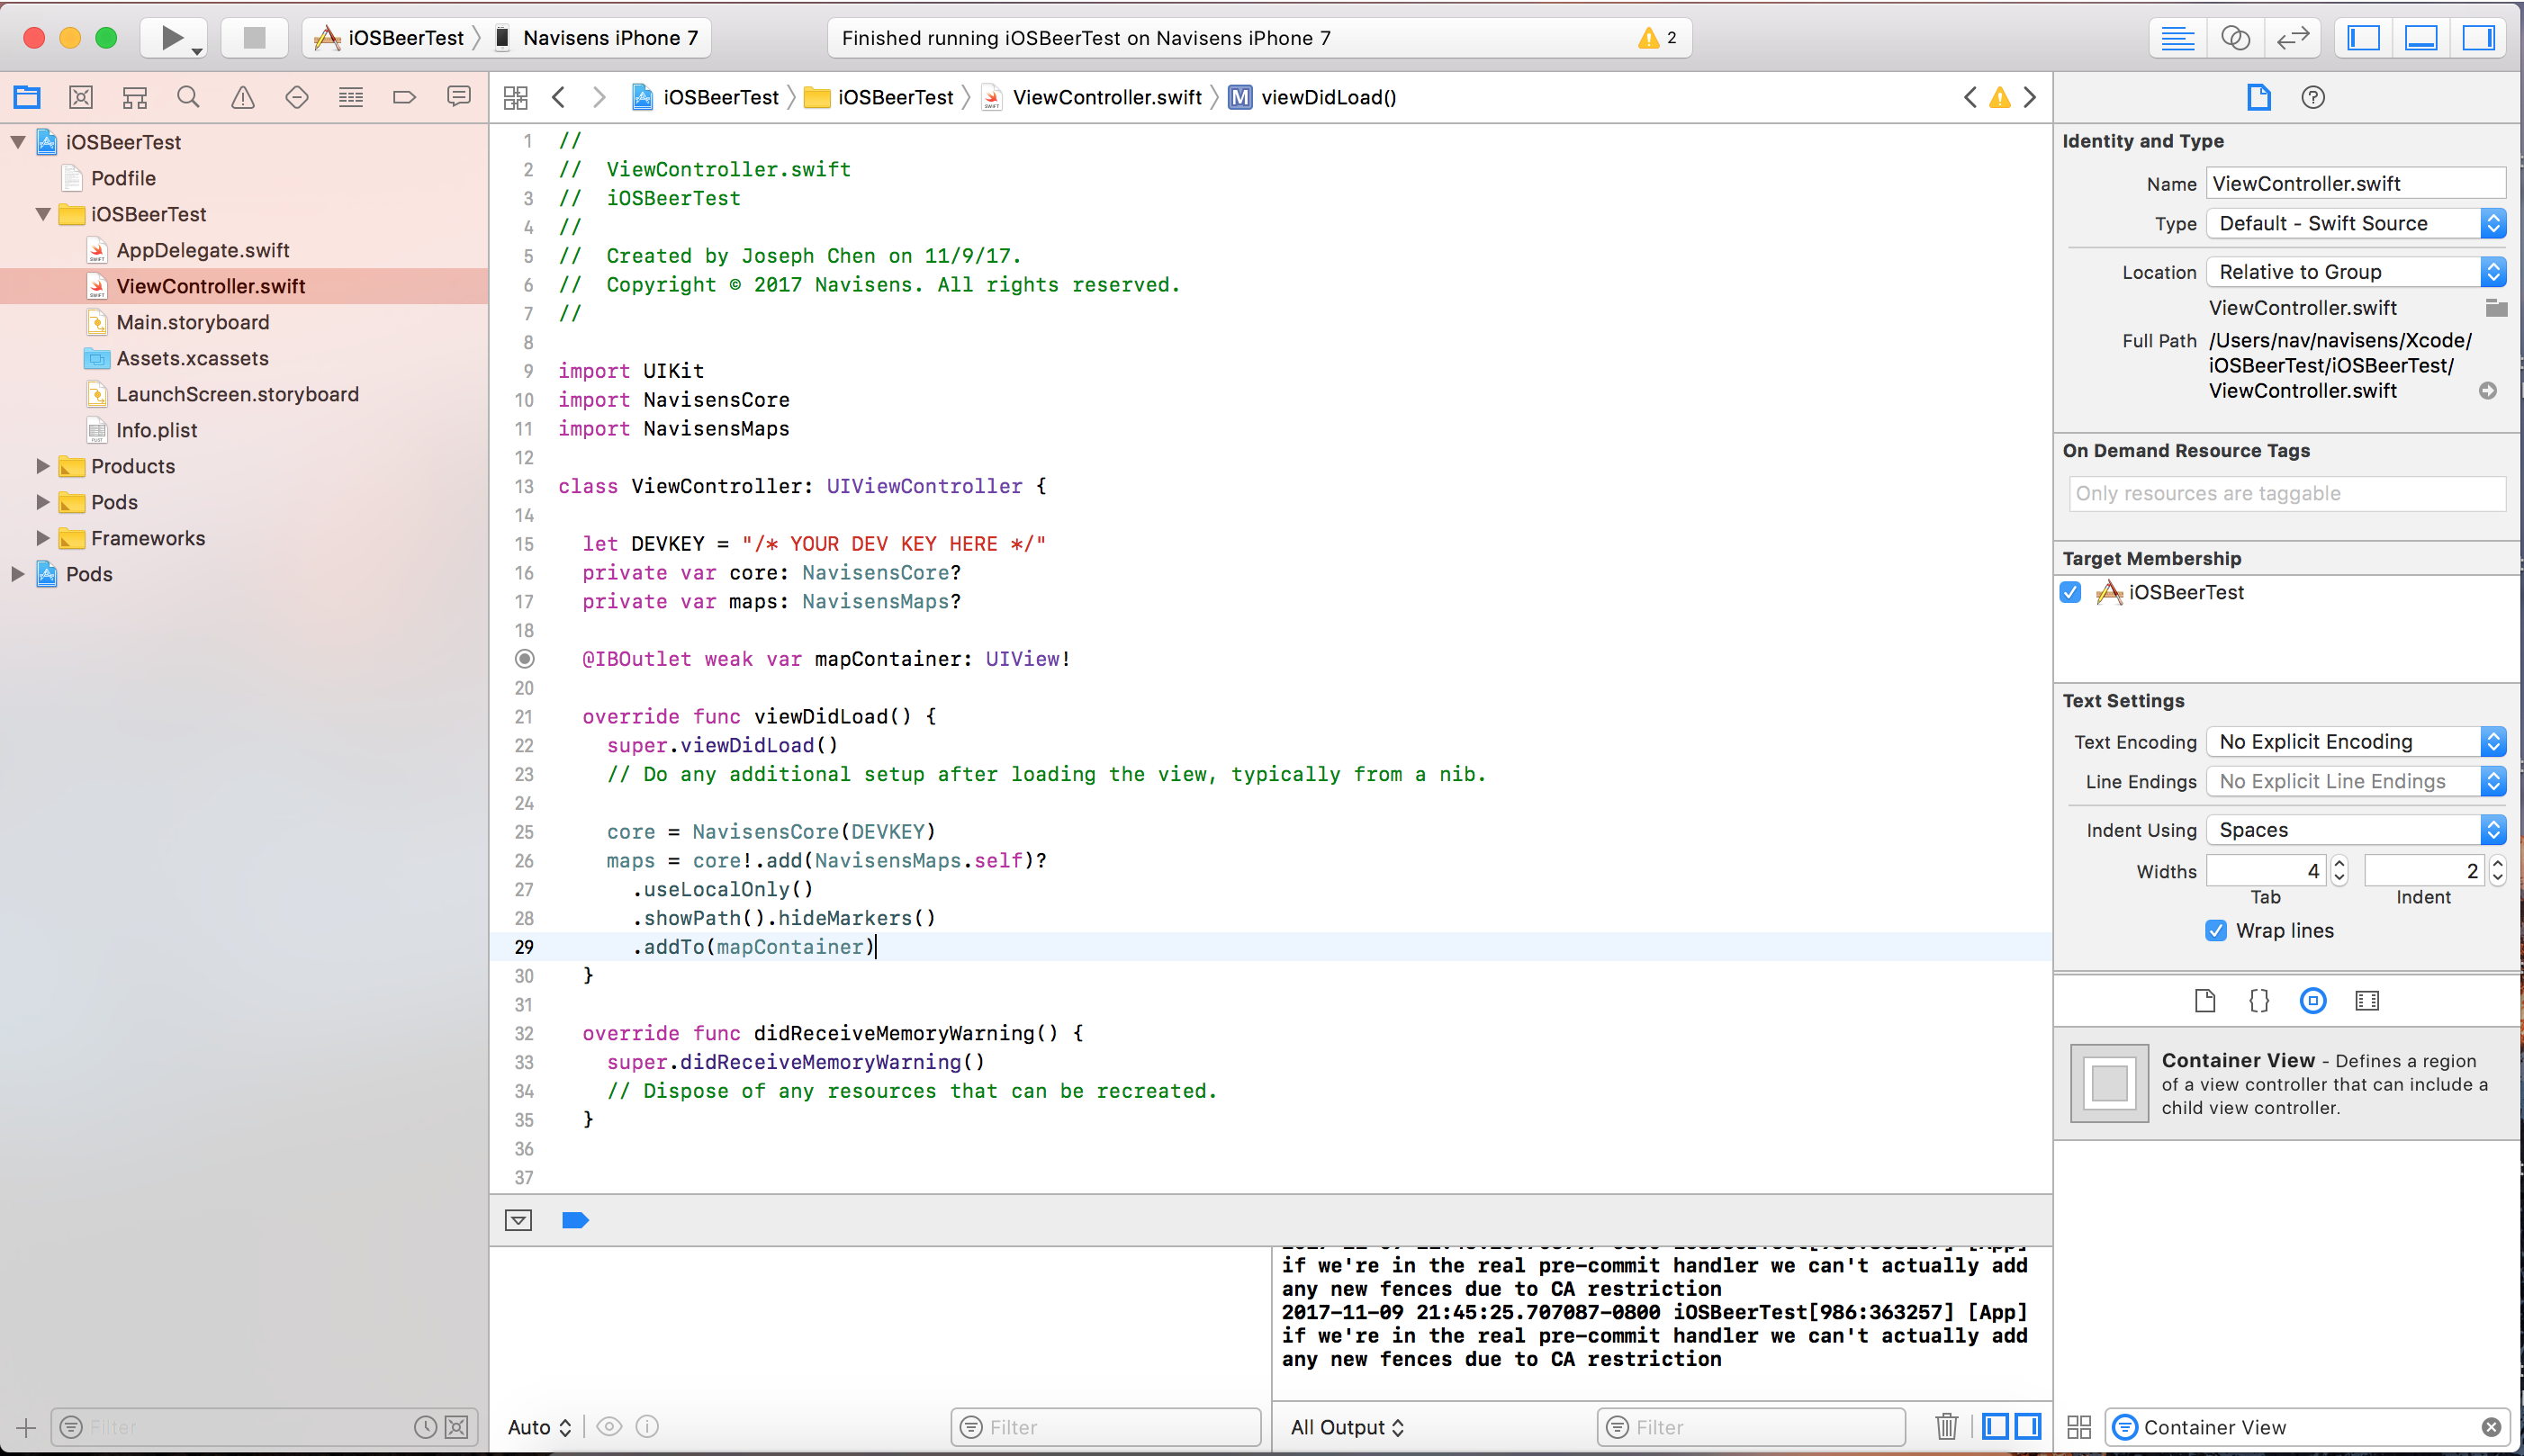 iOSBeerTest Navisens iPhone 7
Finished running iOSBeerTest on Navisens iPhone 7
2
iOSBeerTest iOSBeerTest ViewController.swift M viewDidLoad()
iOSBeerTest
Podfile
iOSBeerTest
AppDelegate.swift
ViewController.swift
Main.storyboard
Assets.xcassets
LaunchScreen.storyboard
Info.plist
Products
Pods
Frameworks
Pods
Filter
1 //
2 //  ViewController.swift
3 //  iOSBeerTest
4 //
5 //  Created by Joseph Chen on 11/9/17.
6 //  Copyright © 2017 Navisens. All rights reserved.
7 //
8
9 import UIKit
10 import NavisensCore
11 import NavisensMaps
12
13 class ViewController: UIViewController {
14
15   let DEVKEY = "/* YOUR DEV KEY HERE */"
16   private var core: NavisensCore?
17   private var maps: NavisensMaps?
18
@IBOutlet weak var mapContainer: UIView!
20
21   override func viewDidLoad() {
22     super.viewDidLoad()
23     // Do any additional setup after loading the view, typically from a nib.
24
25     core = NavisensCore(DEVKEY)
26     maps = core!.add(NavisensMaps.self)?
27       .useLocalOnly()
28       .showPath().hideMarkers()
29       .addTo(mapContainer)
30   }
31
32   override func didReceiveMemoryWarning() {
33     super.didReceiveMemoryWarning()
34     // Dispose of any resources that can be recreated.
35   }
36
37
if we're in the real pre-commit handler we can't actually add
any new fences due to CA restriction
2017-11-09 21:45:25.707087-0800 iOSBeerTest[986:363257] [App]
if we're in the real pre-commit handler we can't actually add
any new fences due to CA restriction
Auto
Filter
All Output
Filter
Identity and Type
Name ViewController.swift
Type Default - Swift Source
Location Relative to Group
ViewController.swift
Full Path /Users/nav/navisens/Xcode/
iOSBeerTest/iOSBeerTest/
ViewController.swift
On Demand Resource Tags
Only resources are taggable
Target Membership
iOSBeerTest
Text Settings
Text Encoding No Explicit Encoding
Line Endings No Explicit Line Endings
Indent Using Spaces
Widths 4 2
Tab Indent
Wrap lines
Container View - Defines a region
of a view controller that can include a
child view controller.
Container View